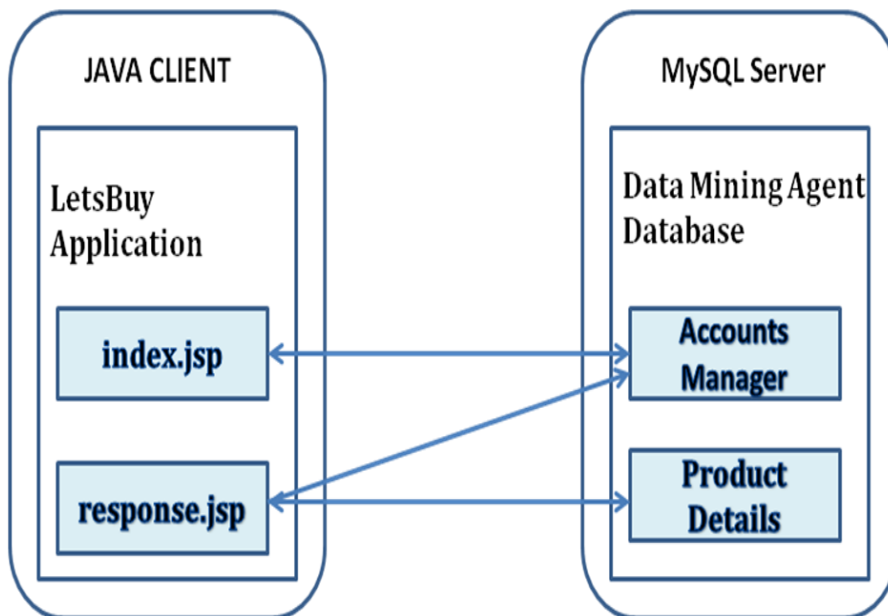 JAVA CLIENT
LetsBuy
Application
index.jsp
response.jsp
MySQL Server
Data Mining Agent
Database
Accounts
Manager
Product
Details